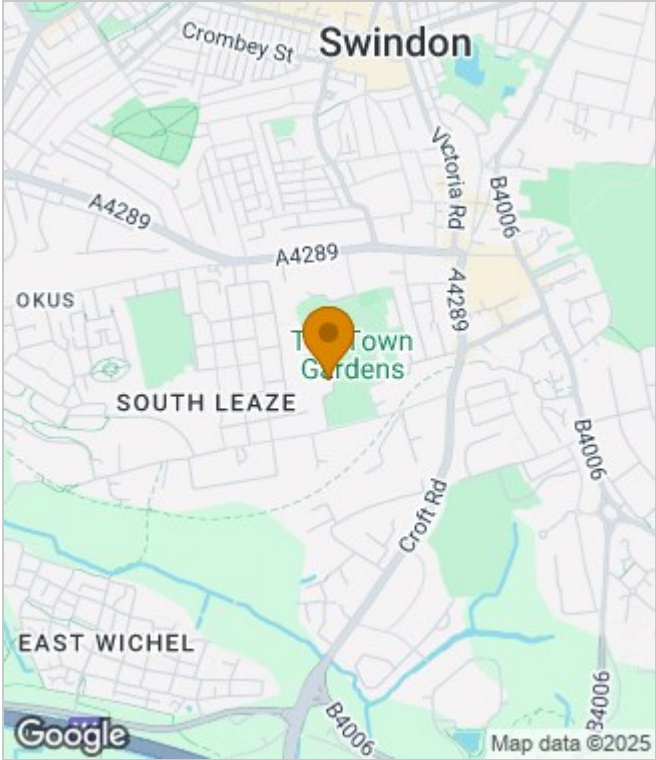 Crombey St
Swindon
Victoria Rd
B4006
A4289
A4289
A4289
OKUS
Town
Gardens
SOUTH LEAZE
B4006
Croft Rd
EAST WICHEL
B4006
B4006
Google
Map data ©2025